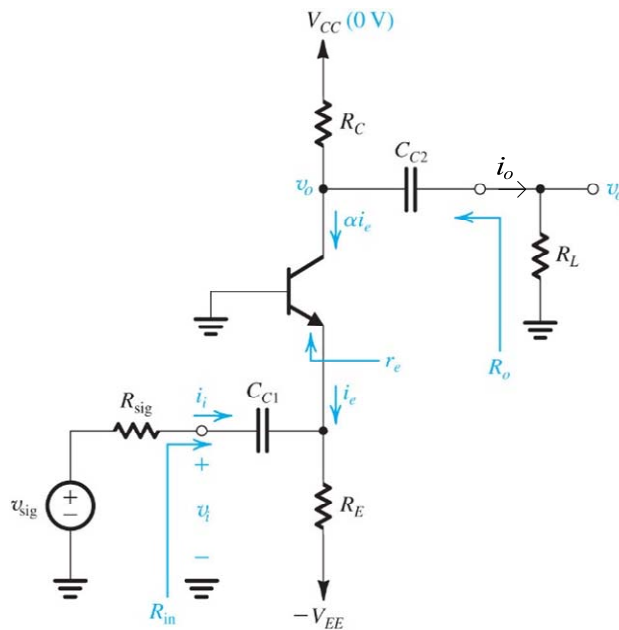 V_CC (0 V)
R_C
C_C2
i_o
v_o
v_o
αi_e
R_L
r_e
R_o
R_sig
i_i
C_C1
i_e
+
v_sig
+
−
v_i
R_E
−
R_in
−V_EE